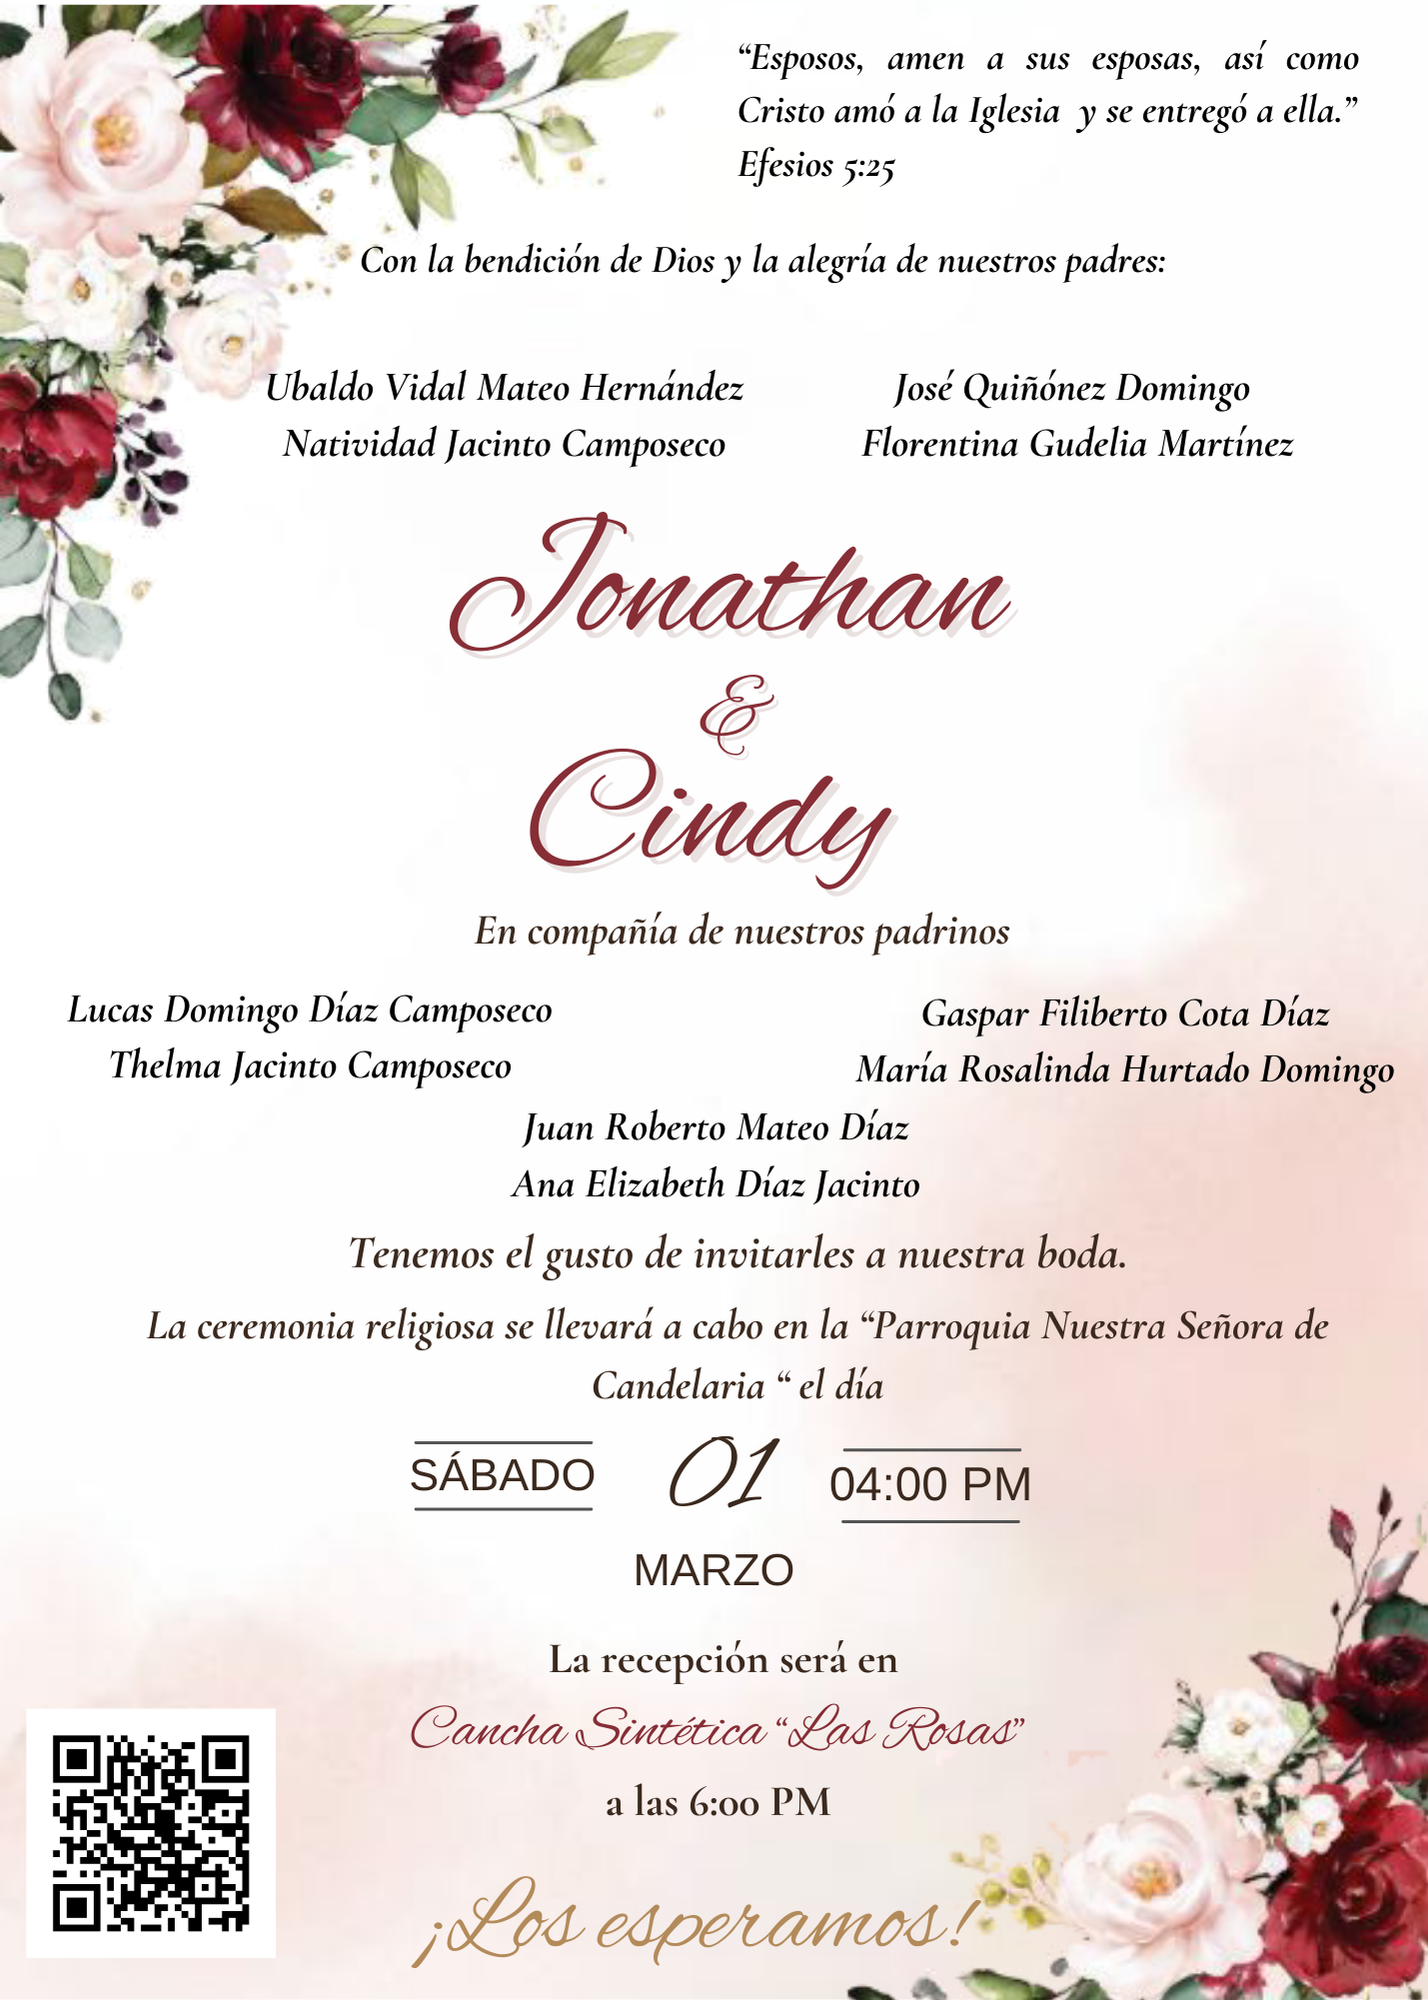 “Esposos, amen a sus esposas, así como
Cristo amó a la Iglesia y se entregó a ella.”
Efesios 5:25
Con la bendición de Dios y la alegría de nuestros padres:
Ubaldo Vidal Mateo Hernández
Natividad Jacinto Camposeco
José Quiñónez Domingo
Florentina Gudelia Martínez
Jonathan
&
Cindy
En compañía de nuestros padrinos
Lucas Domingo Díaz Camposeco
Thelma Jacinto Camposeco
Gaspar Filiberto Cota Díaz
María Rosalinda Hurtado Domingo
Juan Roberto Mateo Díaz
Ana Elizabeth Díaz Jacinto
Tenemos el gusto de invitarles a nuestra boda.
La ceremonia religiosa se llevará a cabo en la “Parroquia Nuestra Señora de
Candelaria “ el día
SÁBADO
01
04:00 PM
MARZO
La recepción será en
Cancha Sintética “Las Rosas”
a las 6:00 PM
¡Los esperamos!